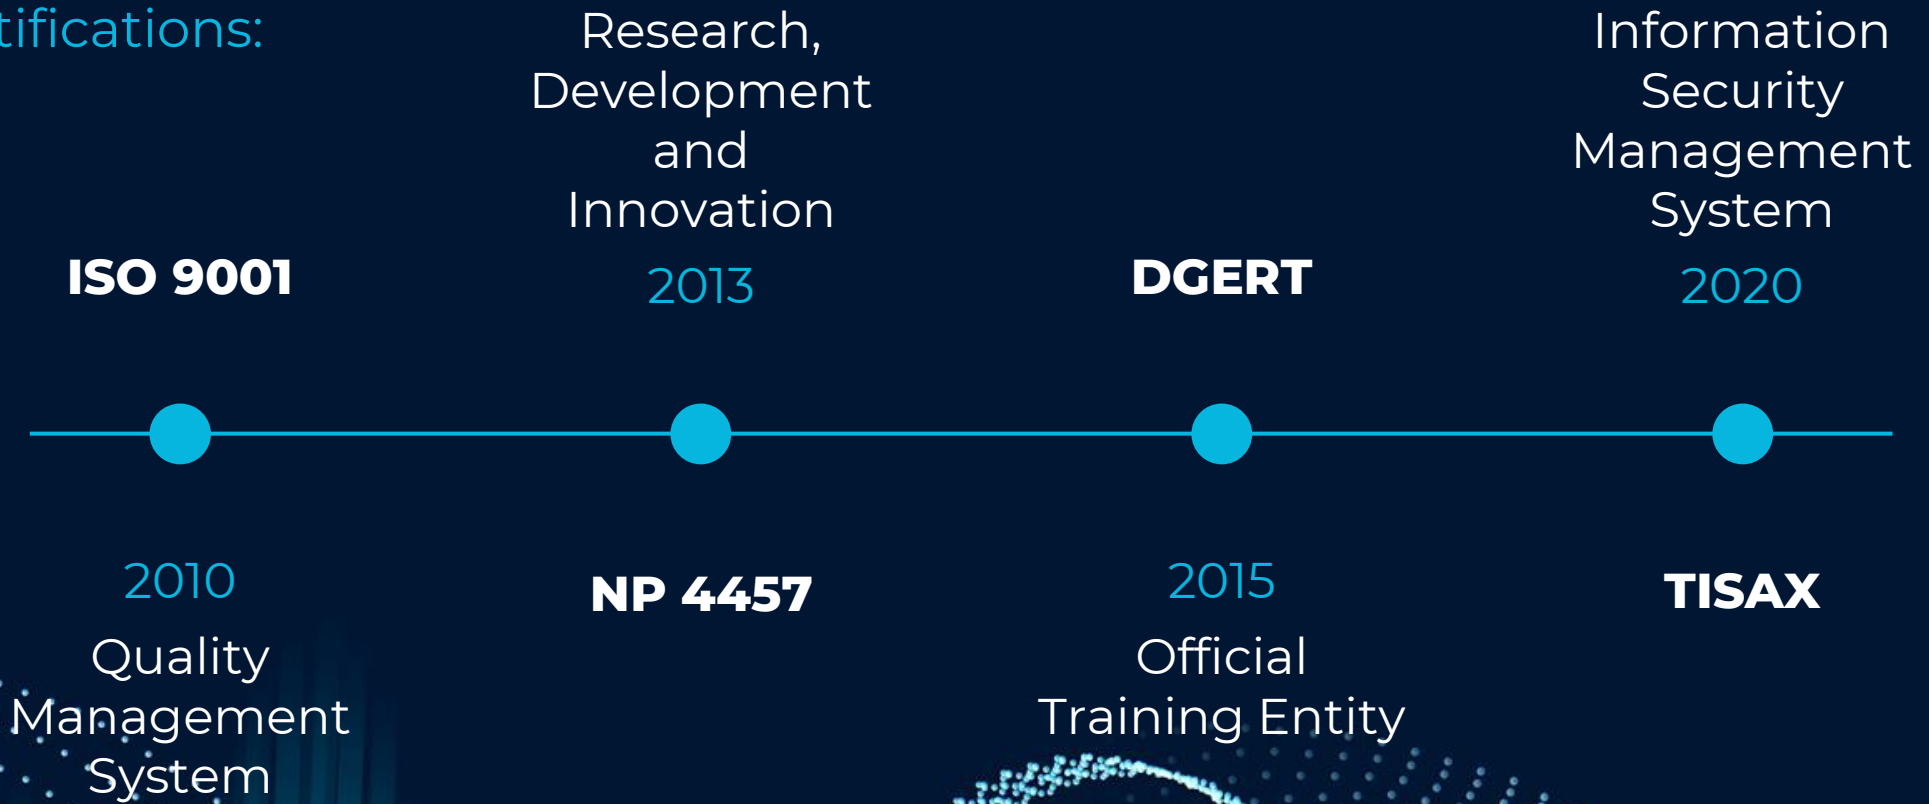 tifications:
ISO 9001
2010
Quality
Management
System
Research,
Development
and
Innovation
2013
NP 4457
DGERT
2015
Official
Training Entity
Information
Security
Management
System
2020
TISAX